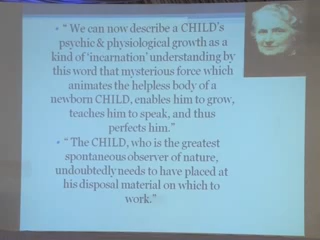 • “ We can now describe a CHILD’s
psychic & physiological growth as a
kind of ‘incarnation’ understanding by
this word that mysterious force which
animates the helpless body of a
newborn CHILD, enables him to grow,
teaches him to speak, and thus
perfects him.”
• “ The CHILD, who is the greatest
spontaneous observer of nature,
undoubtedly needs to have placed at
his disposal material on which to
work.”